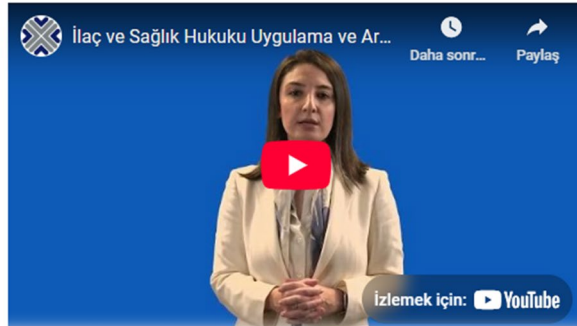 İlaç ve Sağlık Hukuku Uygulama ve Ar...
Daha sonr...
Paylaş
İzlemek için: YouTube